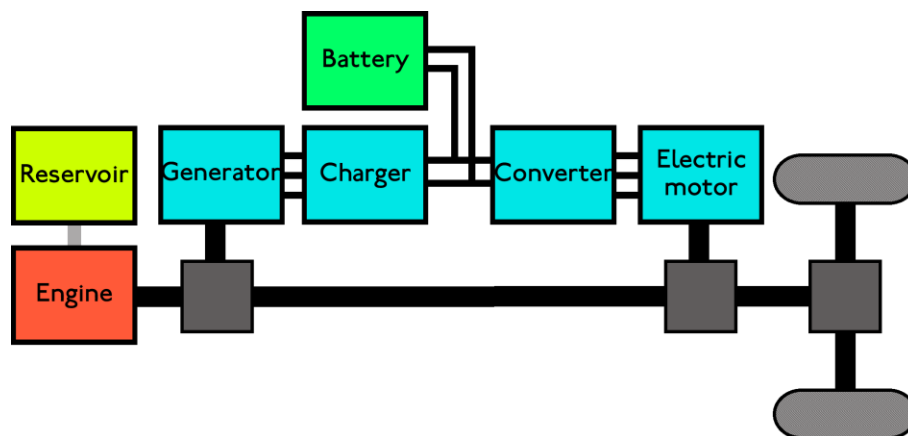 Battery
Reservoir
Generator
Charger
Converter
Electric
motor
Engine